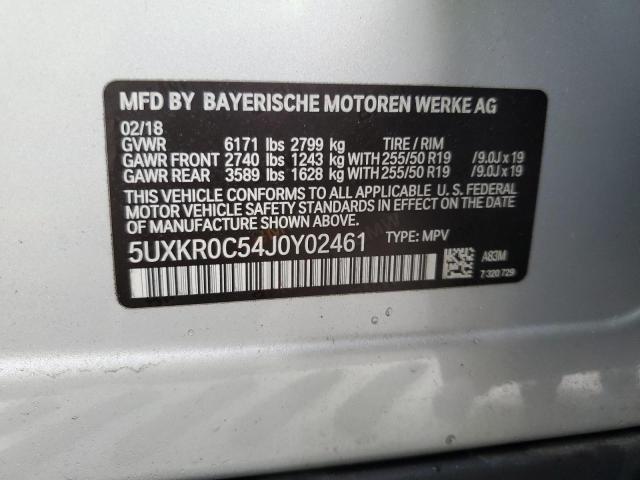 MFD BY BAYERISCHE MOTOREN WERKE AG
02/18
GVWR 6171 lbs 2799 kg TIRE / RIM
GAWR FRONT 2740 lbs 1243 kg WITH 255/50 R19 /9.0J x 19
GAWR REAR 3589 lbs 1628 kg WITH 255/50 R19 /9.0J x 19
THIS VEHICLE CONFORMS TO ALL APPLICABLE U. S. FEDERAL
MOTOR VEHICLE SAFETY STANDARDS IN EFFECT ON THE
DATE OF MANUFACTURE SHOWN ABOVE.
5UXKR0C54J0Y02461 TYPE: MPV
A83M
7 320 729